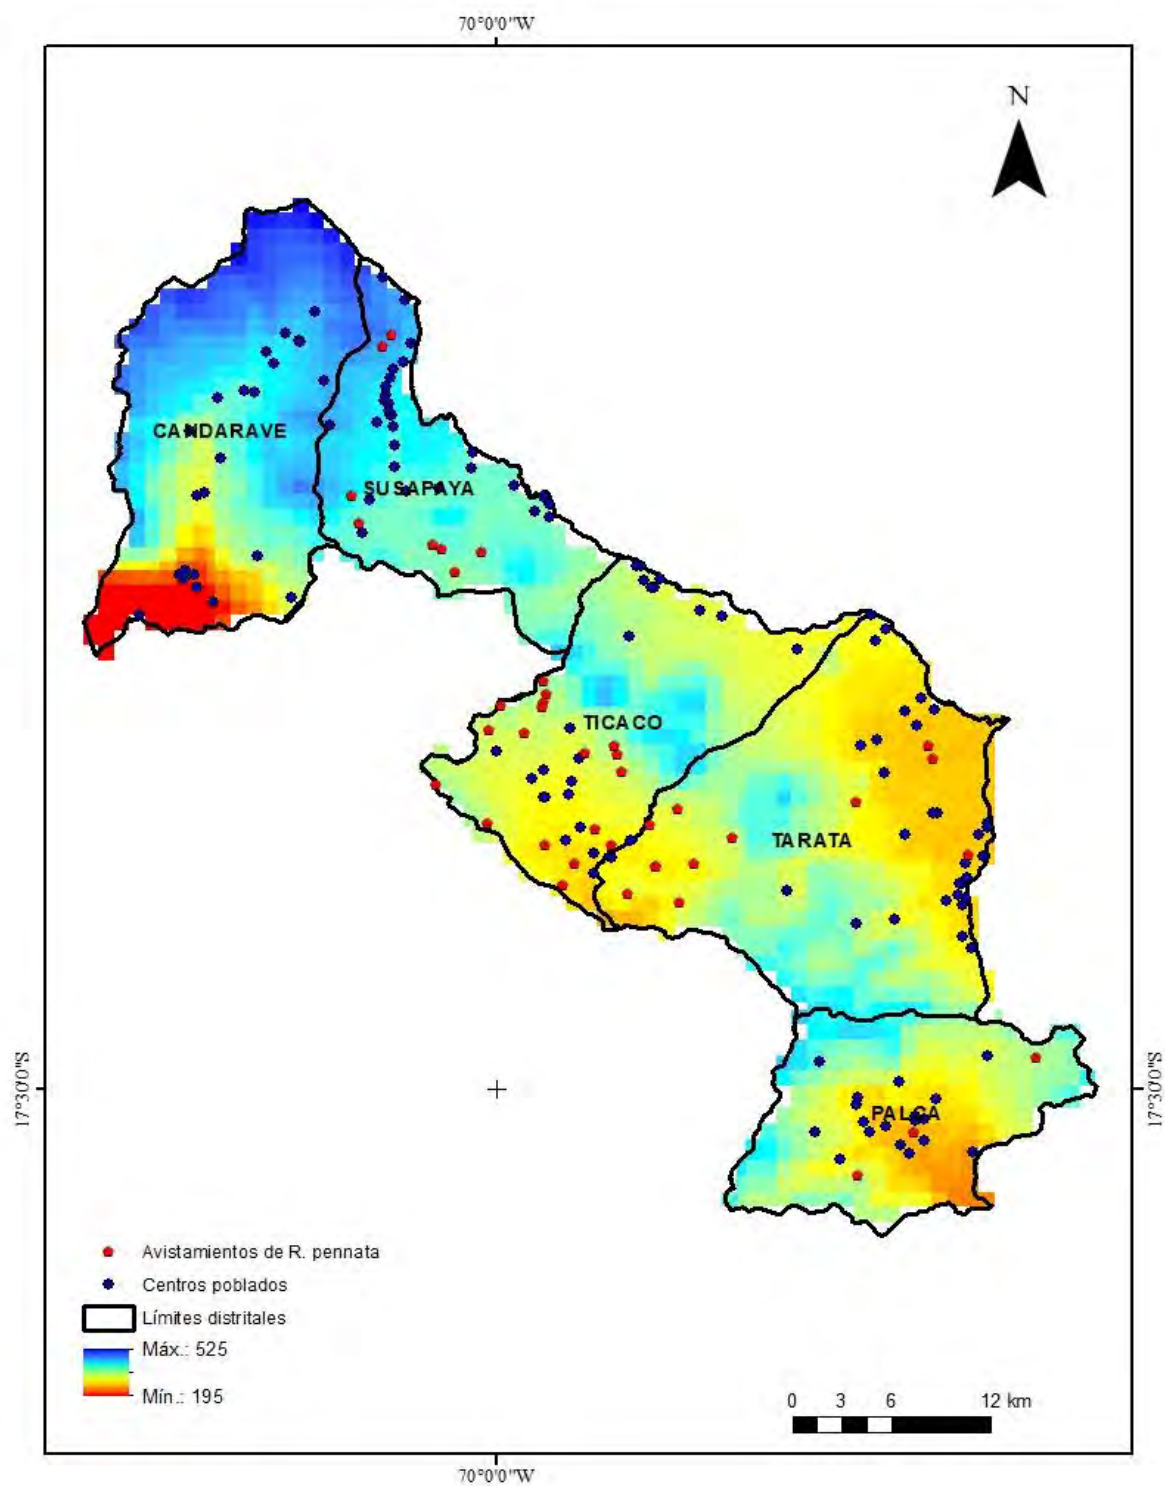 70°0'0"W
N
CANDARAVE
SUSAPAYA
TICACO
TARATA
17°30'0"S
17°30'0"S
PALCA
Avistamientos de R. pennata
Centros poblados
Límites distritales
Máx.: 525
Mín.: 195
0 3 6 12 km
70°0'0"W